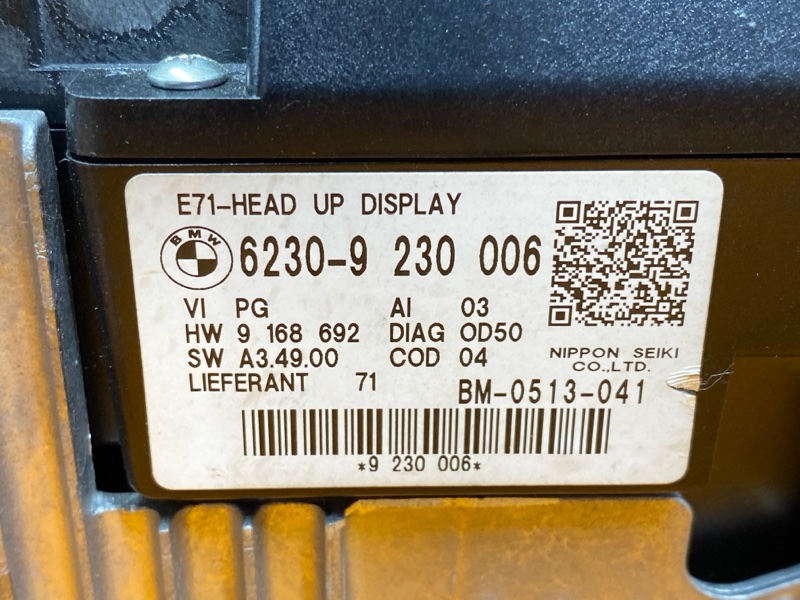 E71-HEAD UP DISPLAY
BMW
6230-9 230 006
VI PG AI 03
HW 9 168 692 DIAG 0D50
SW A3.49.00 COD 04
NIPPON SEIKI
CO.,LTD.
LIEFERANT 71
BM-0513-041
*9 230 006*